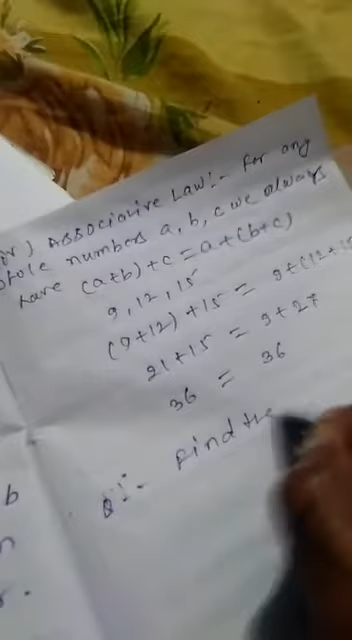 ) Associative Law:- For any
whole numbers a, b, c we always
have (a+b)+c = a+(b+c)
9, 12, 15
(9+12)+15 = 9+(12+15
21+15 = 9+27
36 = 36
Q:- Find the
b
n